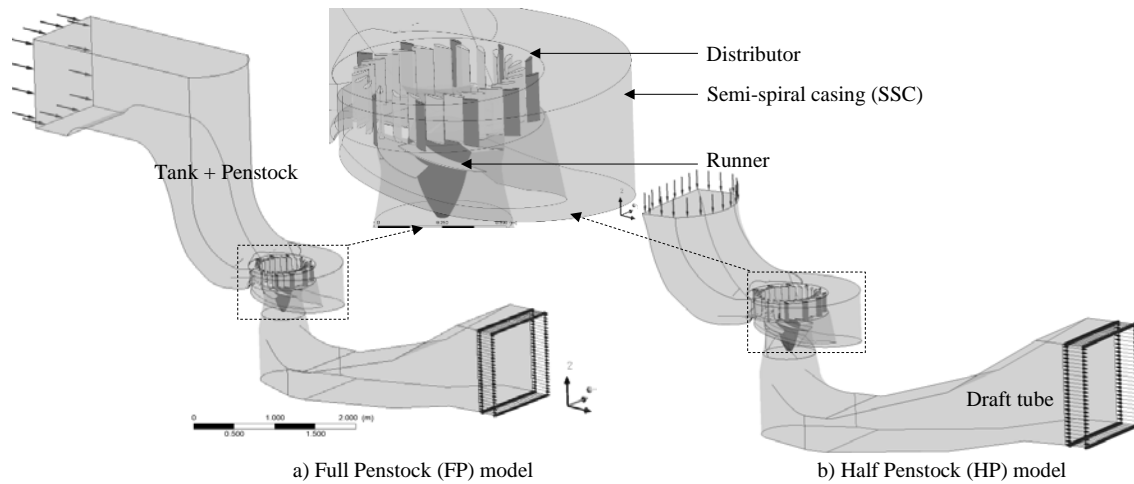 Distributor
Semi-spiral casing (SSC)
Runner
Tank + Penstock
Draft tube
Z
0 1.000 2.000 (m)
0.500 1.500
a) Full Penstock (FP) model
b) Half Penstock (HP) model